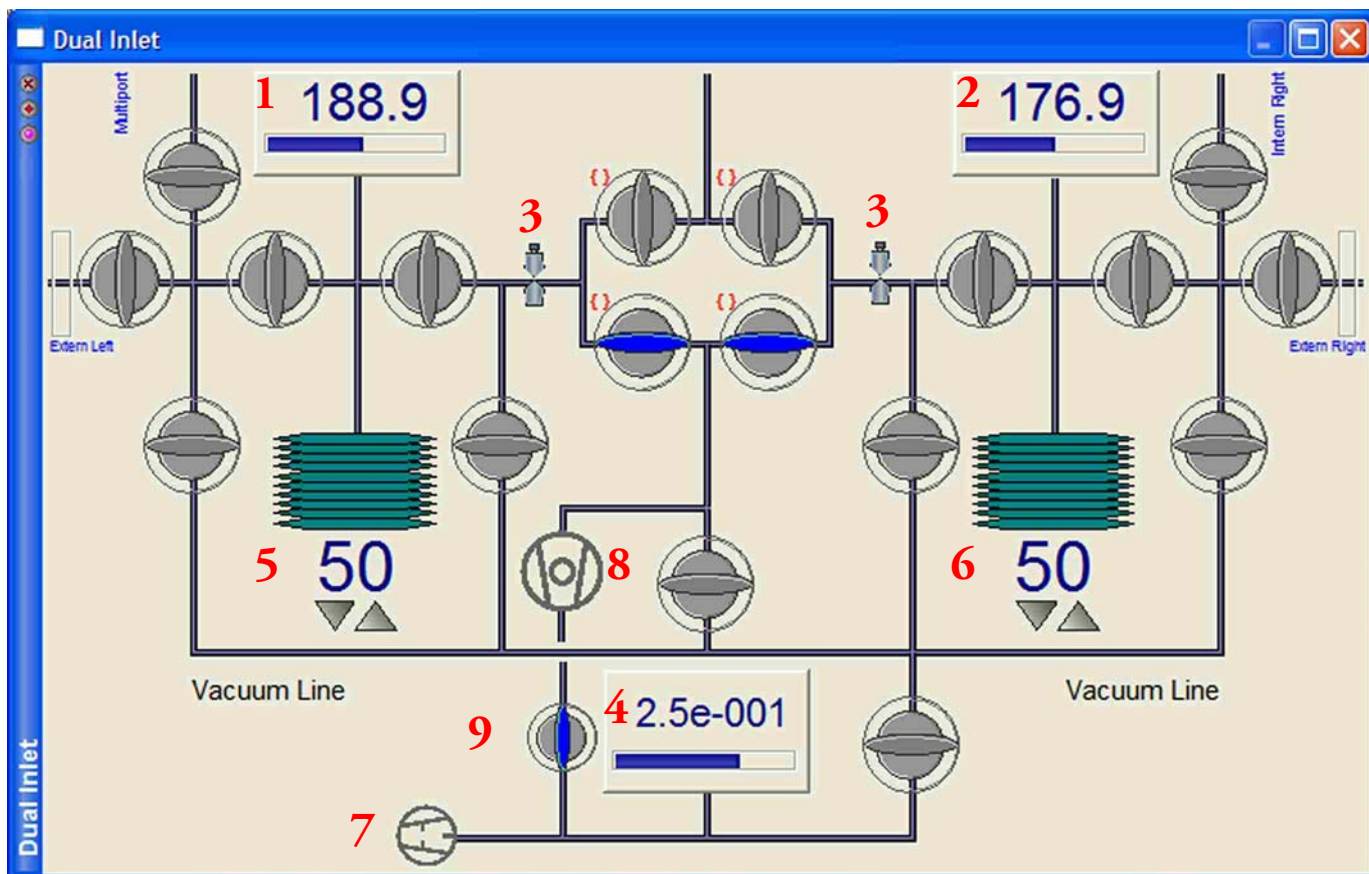 Dual Inlet
Multiport
1
188.9
2
176.9
Intern Right
{ }
{ }
3
3
{ }
{ }
Extern Left
Extern Right
5
50
8
6
50
Vacuum Line
Vacuum Line
9
4
2.5e-001
7
Dual Inlet